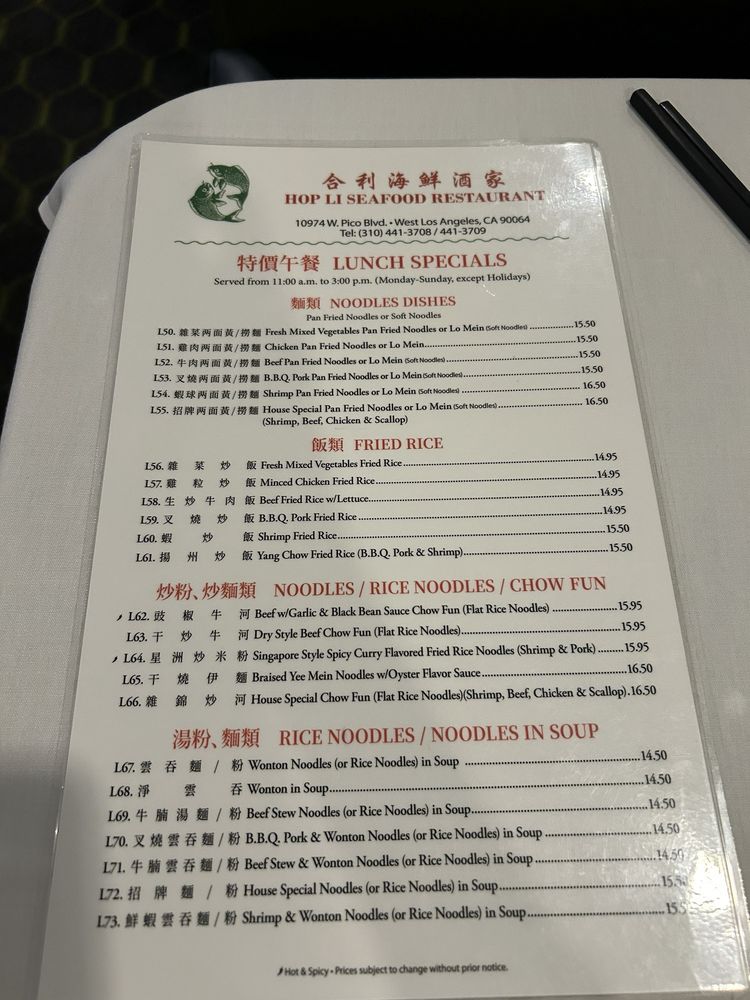 合利海鮮酒家
HOP LI SEAFOOD RESTAURANT
10974 W. Pico Blvd. • West Los Angeles, CA 90064
Tel: (310) 441-3708 / 441-3709
特價午餐 LUNCH SPECIALS
Served from 11:00 a.m. to 3:00 p.m. (Monday-Sunday, except Holidays)
麵類 NOODLES DISHES
Pan Fried Noodles or Soft Noodles
L50. 雜菜两面黃/撈麵 Fresh Mixed Vegetables Pan Fried Noodles or Lo Mein (Soft Noodles) 15.50
L51. 雞肉两面黃/撈麵 Chicken Pan Fried Noodles or Lo Mein 15.50
L52. 牛肉两面黃/撈麵 Beef Pan Fried Noodles or Lo Mein (Soft Noodles) 15.50
L53. 叉燒两面黃/撈麵 B.B.Q. Pork Pan Fried Noodles or Lo Mein (Soft Noodles) 15.50
L54. 蝦球两面黃/撈麵 Shrimp Pan Fried Noodles or Lo Mein (Soft Noodles) 16.50
L55. 招牌两面黃/撈麵 House Special Pan Fried Noodles or Lo Mein (Soft Noodles) 16.50
(Shrimp, Beef, Chicken & Scallop)
飯類 FRIED RICE
L56. 雜菜炒飯 Fresh Mixed Vegetables Fried Rice 14.95
L57. 雞粒炒飯 Minced Chicken Fried Rice 14.95
L58. 生炒牛肉飯 Beef Fried Rice w/Lettuce 14.95
L59. 叉燒炒飯 B.B.Q. Pork Fried Rice 14.95
L60. 蝦炒飯 Shrimp Fried Rice 15.50
L61. 揚州炒飯 Yang Chow Fried Rice (B.B.Q. Pork & Shrimp) 15.50
炒粉、炒麵類 NOODLES / RICE NOODLES / CHOW FUN
L62. 豉椒牛河 Beef w/Garlic & Black Bean Sauce Chow Fun (Flat Rice Noodles) 15.95
L63. 干炒牛河 Dry Style Beef Chow Fun (Flat Rice Noodles) 15.95
L64. 星洲炒米粉 Singapore Style Spicy Curry Flavored Fried Rice Noodles (Shrimp & Pork) 15.95
L65. 干燒伊麵 Braised Yee Mein Noodles w/Oyster Flavor Sauce 16.50
L66. 雜錦炒河 House Special Chow Fun (Flat Rice Noodles)(Shrimp, Beef, Chicken & Scallop) 16.50
湯粉、麵類 RICE NOODLES / NOODLES IN SOUP
L67. 雲吞麵/粉 Wonton Noodles (or Rice Noodles) in Soup 14.50
L68. 淨雲吞 Wonton in Soup 14.50
L69. 牛腩湯麵/粉 Beef Stew Noodles (or Rice Noodles) in Soup 14.50
L70. 叉燒雲吞麵/粉 B.B.Q. Pork & Wonton Noodles (or Rice Noodles) in Soup 14.50
L71. 牛腩雲吞麵/粉 Beef Stew & Wonton Noodles (or Rice Noodles) in Soup 14.50
L72. 招牌麵/粉 House Special Noodles (or Rice Noodles) in Soup
L73. 鮮蝦雲吞麵/粉 Shrimp & Wonton Noodles (or Rice Noodles) in Soup
Hot & Spicy • Prices subject to change without prior notice.